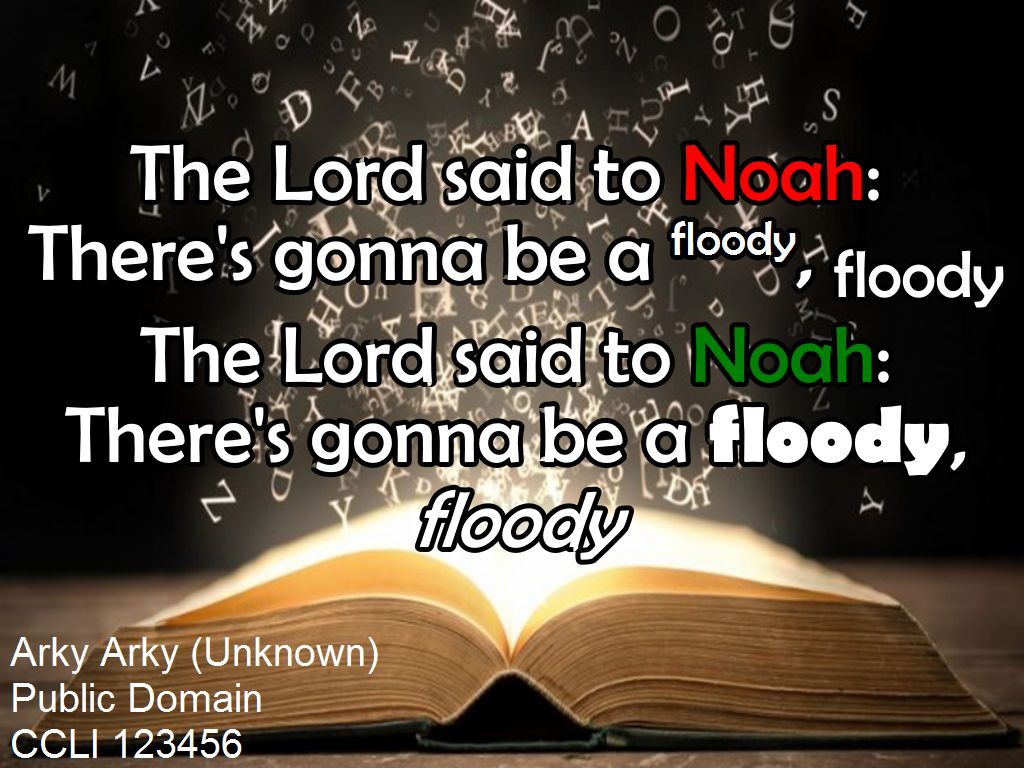 The Lord said to Noah:
There's gonna be a floody, floody
The Lord said to Noah:
There's gonna be a floody,
floody
Arky Arky (Unknown)
Public Domain
CCLI 123456